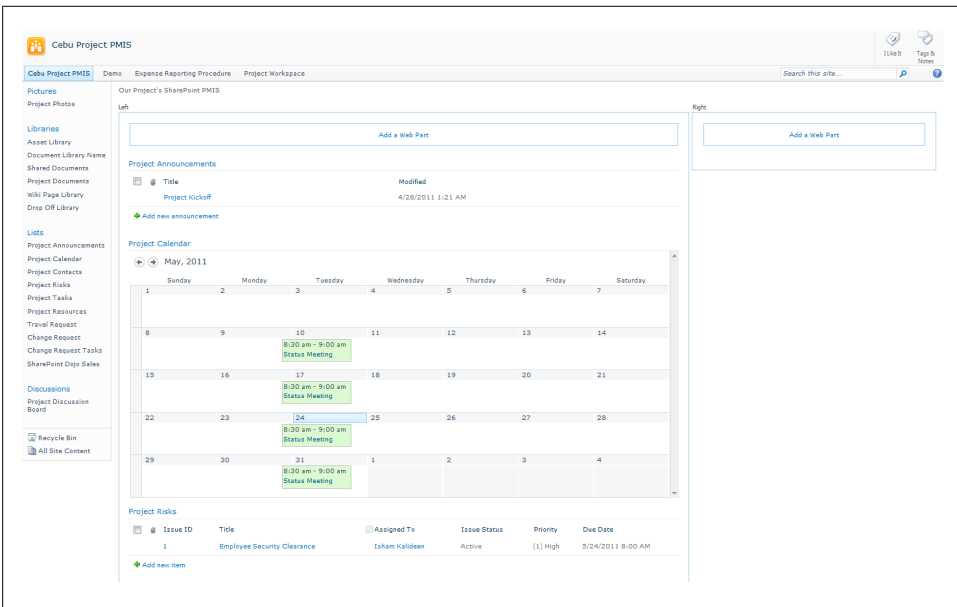 Cebu Project PMIS
I Like It
Tags & Notes
Cebu Project PMIS Demo Expense Reporting Procedure Project Workspace
Search this site...
Pictures
Project Photos
Libraries
Asset Library
Document Library Name
Shared Documents
Project Documents
Wiki Page Library
Drop Off Library
Lists
Project Announcements
Project Calendar
Project Contacts
Project Risks
Project Tasks
Project Resources
Travel Request
Change Request
Change Request Tasks
SharePoint Dojo Sales
Discussions
Project Discussion
Board
Recycle Bin
All Site Content
Our Project's SharePoint PMIS
Left
Add a Web Part
Project Announcements
Title Modified
Project Kickoff 4/28/2011 1:21 AM
Add new announcement
Project Calendar
May, 2011
Sunday Monday Tuesday Wednesday Thursday Friday Saturday
1 2 3 4 5 6 7
8 9 10 11 12 13 14
8:30 am - 9:00 am
Status Meeting
15 16 17 18 19 20 21
8:30 am - 9:00 am
Status Meeting
22 23 24 25 26 27 28
8:30 am - 9:00 am
Status Meeting
29 30 31 1 2 3 4
8:30 am - 9:00 am
Status Meeting
Project Risks
Issue ID Title Assigned To Issue Status Priority Due Date
1 Employee Security Clearance Isham Kalideen Active (1) High 5/24/2011 8:00 AM
Add new item
Right
Add a Web Part